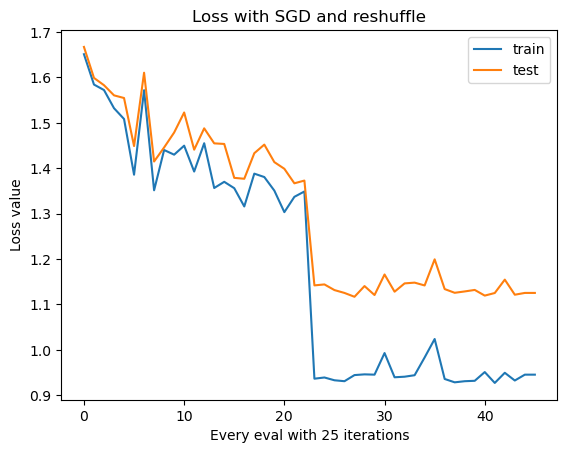 Loss with SGD and reshuffle
train
test
Loss value
1.7
1.6
1.5
1.4
1.3
1.2
1.1
1.0
0.9
0
10
20
30
40
Every eval with 25 iterations